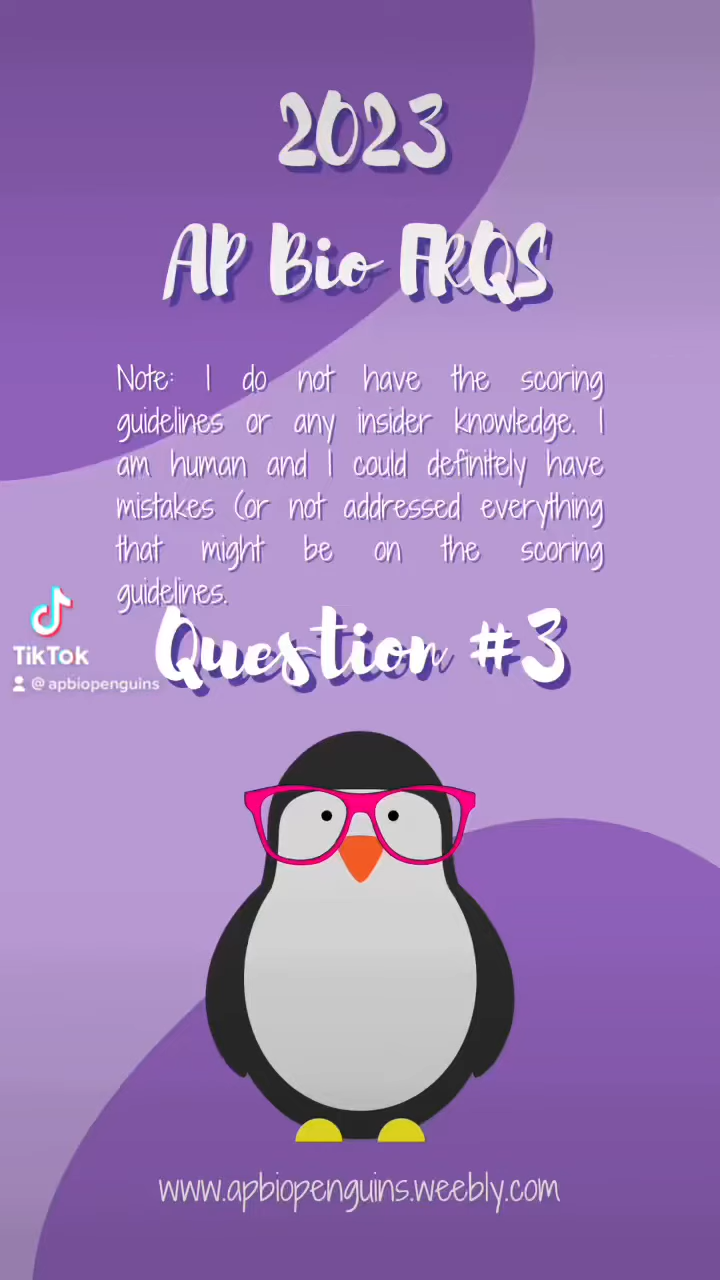 2023
AP Bio FRQS
Note: I do not have the scoring
guidelines or any insider knowledge. I
am human and I could definitely have
mistakes (or not addressed everything
that might be on the scoring
guidelines.
Question #3
TikTok
@apbiopenguins
www.apbiopenguins.weebly.com